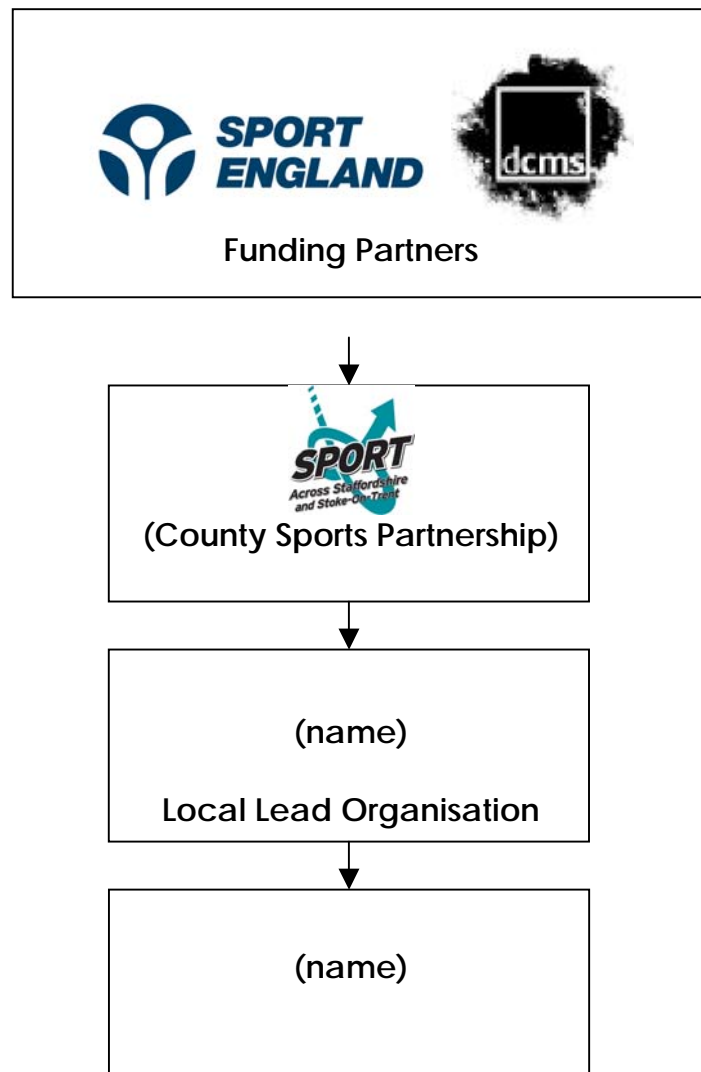 SPORT
ENGLAND
dcms
Funding Partners
SPORT
Across Staffordshire
and Stoke-On-Trent
(County Sports Partnership)
(name)
Local Lead Organisation
(name)